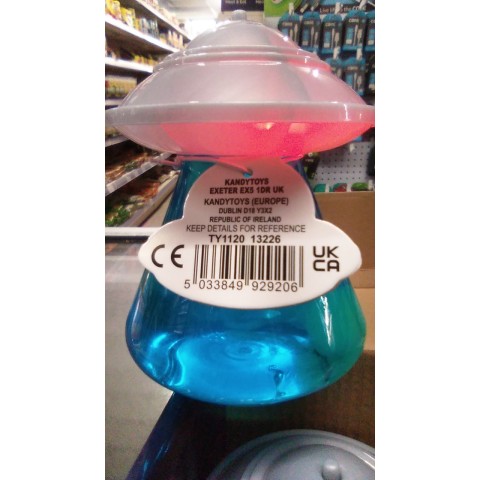 KANDYTOYS
EXETER EX5 1DR UK
KANDYTOYS (EUROPE)
DUBLIN D18 Y3X2
REPUBLIC OF IRELAND
KEEP DETAILS FOR REFERENCE
TY1120 13226
CE
UK
CA
5 033849 929206